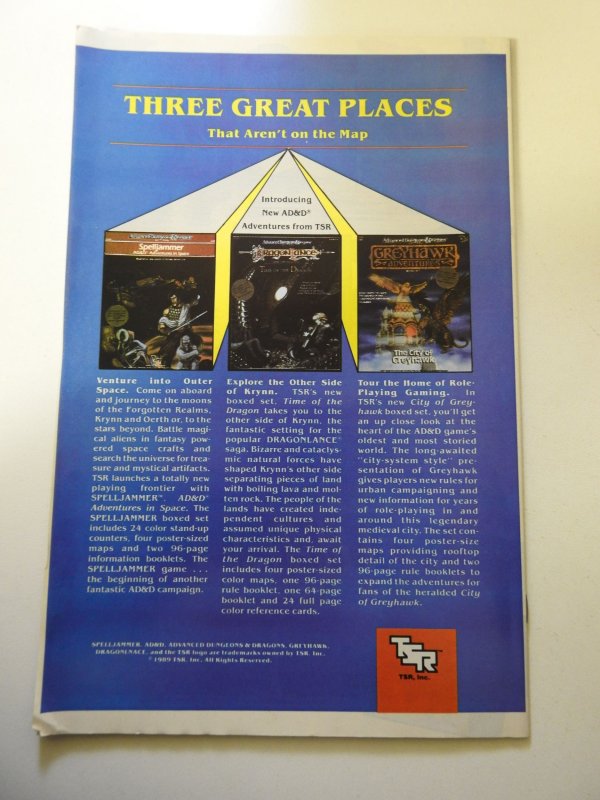 THREE GREAT PLACES
That Aren't on the Map
Introducing
New AD&D®
Adventures from TSR
Advanced Dungeons & Dragons
Spelljammer
AD&D® Adventures in Space
Advanced Dungeons & Dragons
DRAGONLANCE
Time of the Dragon
Advanced Dungeons & Dragons
GREYHAWK
ADVENTURES
The City of
Greyhawk
Venture into Outer
Space. Come on aboard
and journey to the moons
of the Forgotten Realms,
Krynn and Oerth or, to the
stars beyond. Battle magi-
cal aliens in fantasy pow-
ered space crafts and
search the universe for trea-
sure and mystical artifacts.
TSR launches a totally new
playing frontier with
SPELLJAMMER™. AD&D®
Adventures in Space. The
SPELLJAMMER boxed set
includes 24 color stand-up
counters, four poster-sized
maps and two 96-page
information booklets. The
SPELLJAMMER game . . .
the beginning of another
fantastic AD&D campaign.
Explore the Other Side
of Krynn. TSR's new
boxed set, Time of the
Dragon takes you to the
other side of Krynn, the
fantastic setting for the
popular DRAGONLANCE®
saga. Bizarre and cataclys-
mic natural forces have
shaped Krynn's other side
separating pieces of land
with boiling lava and mol-
ten rock. The people of the
lands have created inde-
pendent cultures and
assumed unique physical
characteristics and, await
your arrival. The Time of
the Dragon boxed set
includes four poster-sized
color maps, one 96-page
rule booklet, one 64-page
booklet and 24 full page
color reference cards.
Tour the Home of Role-
Playing Gaming. In
TSR's new City of Grey-
hawk boxed set, you'll get
an up close look at the
heart of the AD&D game's
oldest and most storied
world. The long-awaited
"city-system style" pre-
sentation of Greyhawk
gives players new rules for
urban campaigning and
new information for years
of role-playing in and
around this legendary
medieval city. The set con-
tains four poster-size
maps providing rooftop
detail of the city and two
96-page rule booklets to
expand the adventures for
fans of the heralded City
of Greyhawk.
SPELLJAMMER, AD&D, ADVANCED DUNGEONS & DRAGONS, GREYHAWK,
DRAGONENACE, and the TSR logo are trademarks owned by TSR, Inc.
© 1989 TSR, Inc. All Rights Reserved.
TSR
TSR, Inc.